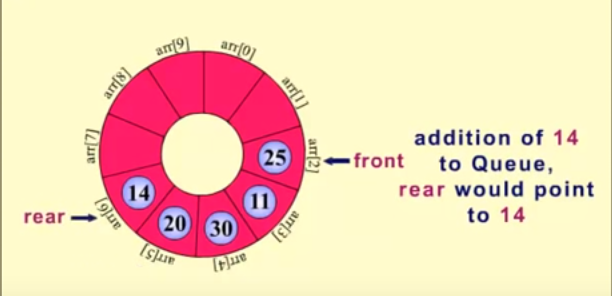 arr[9]
arr[0]
arr[8]
arr[1]
arr[7]
arr[2]
25
front
addition of 14
to Queue,
rear would point
to 14
14
11
rear
arr[6]
20
30
arr[3]
arr[5]
arr[4]